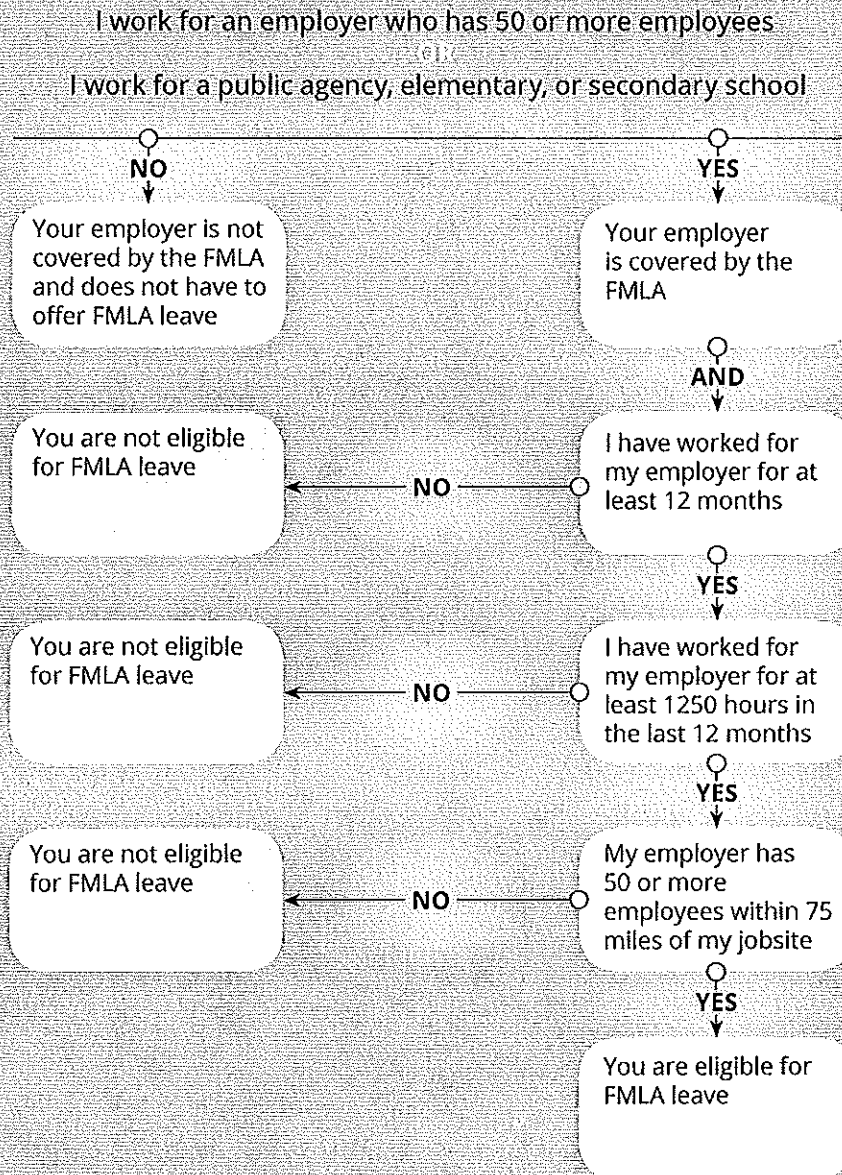 I work for an employer who has 50 or more employees
I work for a public agency, elementary, or secondary school
NO
YES
Your employer is not
covered by the FMLA
and does not have to
offer FMLA leave
Your employer
is covered by the
FMLA
AND
You are not eligible
for FMLA leave
NO
I have worked for
my employer for at
least 12 months
YES
You are not eligible
for FMLA leave
NO
I have worked for
my employer for at
least 1250 hours in
the last 12 months
YES
You are not eligible
for FMLA leave
NO
My employer has
50 or more
employees within 75
miles of my jobsite
YES
You are eligible for
FMLA leave